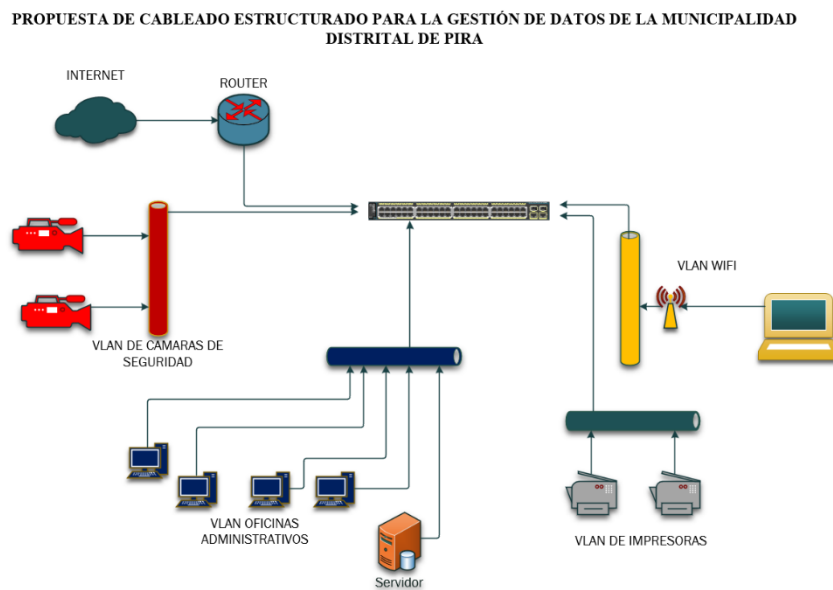 PROPUESTA DE CABLEADO ESTRUCTURADO PARA LA GESTIÓN DE DATOS DE LA MUNICIPALIDAD
DISTRITAL DE PIRA
INTERNET
ROUTER
VLAN WIFI
VLAN DE CAMARAS DE
SEGURIDAD
VLAN OFICINAS
ADMINISTRATIVOS
VLAN DE IMPRESORAS
Servidor